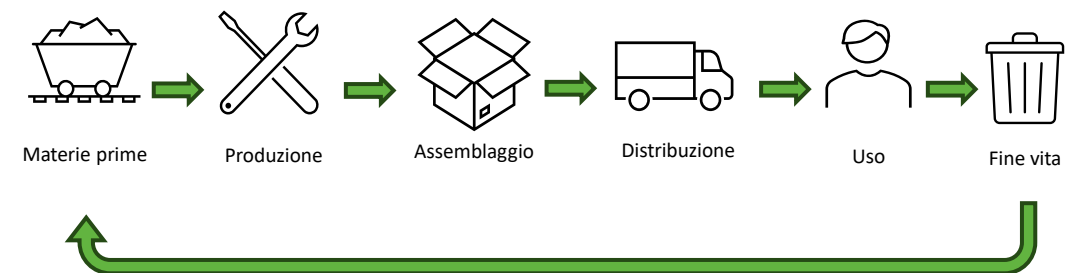 Materie prime
Produzione
Assemblaggio
Distribuzione
Uso
Fine vita